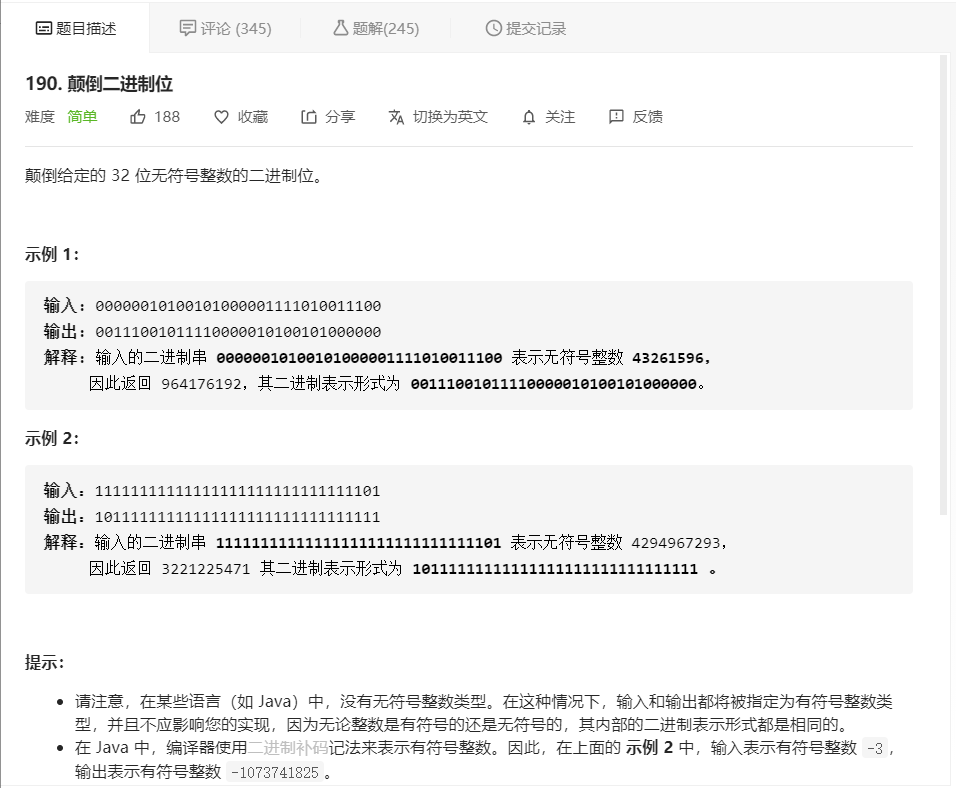 题目描述 评论 (345) 题解(245) 提交记录
190. 颠倒二进制位
难度 简单 188 收藏 分享 切换为英文 关注 反馈
颠倒给定的 32 位无符号整数的二进制位。
示例 1：
输入：00000010100101000001111010011100
输出：00111001011110000010100101000000
解释：输入的二进制串 00000010100101000001111010011100 表示无符号整数 43261596，
因此返回 964176192，其二进制表示形式为 00111001011110000010100101000000。
示例 2：
输入：11111111111111111111111111111101
输出：10111111111111111111111111111111
解释：输入的二进制串 11111111111111111111111111111101 表示无符号整数 4294967293，
因此返回 3221225471 其二进制表示形式为 10111111111111111111111111111111 。
提示：
请注意，在某些语言（如 Java）中，没有无符号整数类型。在这种情况下，输入和输出都将被指定为有符号整数类
型，并且不应影响您的实现，因为无论整数是有符号的还是无符号的，其内部的二进制表示形式都是相同的。
在 Java 中，编译器使用二进制补码记法来表示有符号整数。因此，在上面的 示例 2 中，输入表示有符号整数 -3，
输出表示有符号整数 -1073741825。